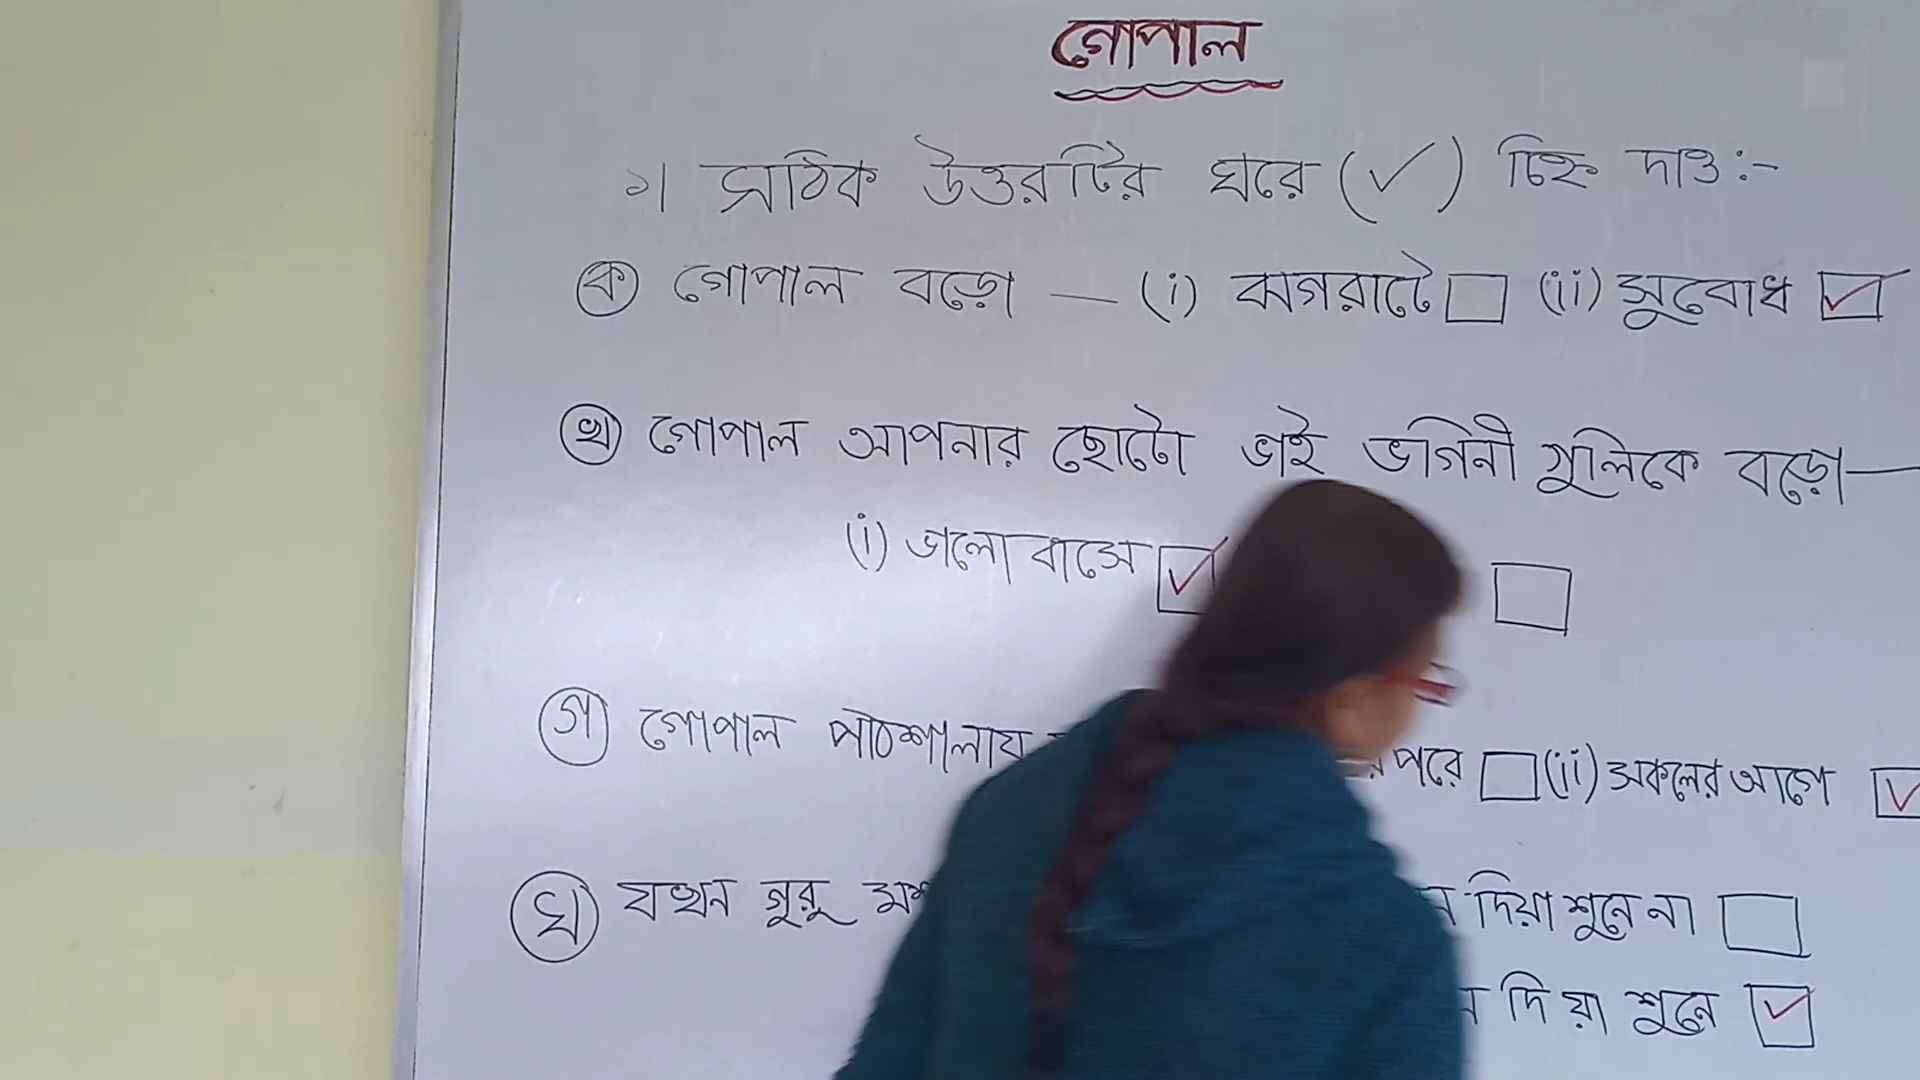 গোপাল
১। সঠিক উত্তরটির ঘরে (✓) চিহ্ন দাও:-
ক গোপাল বড়ো — (i) ঝগরাটে ☐ (ii) সুবোধ ☑
খ গোপাল আপনার ছোটো ভাই ভগিনী গুলিকে বড়ো—
(i) ভালো বাসে ☑ ☐
গ গোপাল পাঠশালায় পরে ☐ (ii) সকলের আগে ☑
ঘ যখন গুরু দিয়া শুনে না ☐
দিয়া শুনে ☑